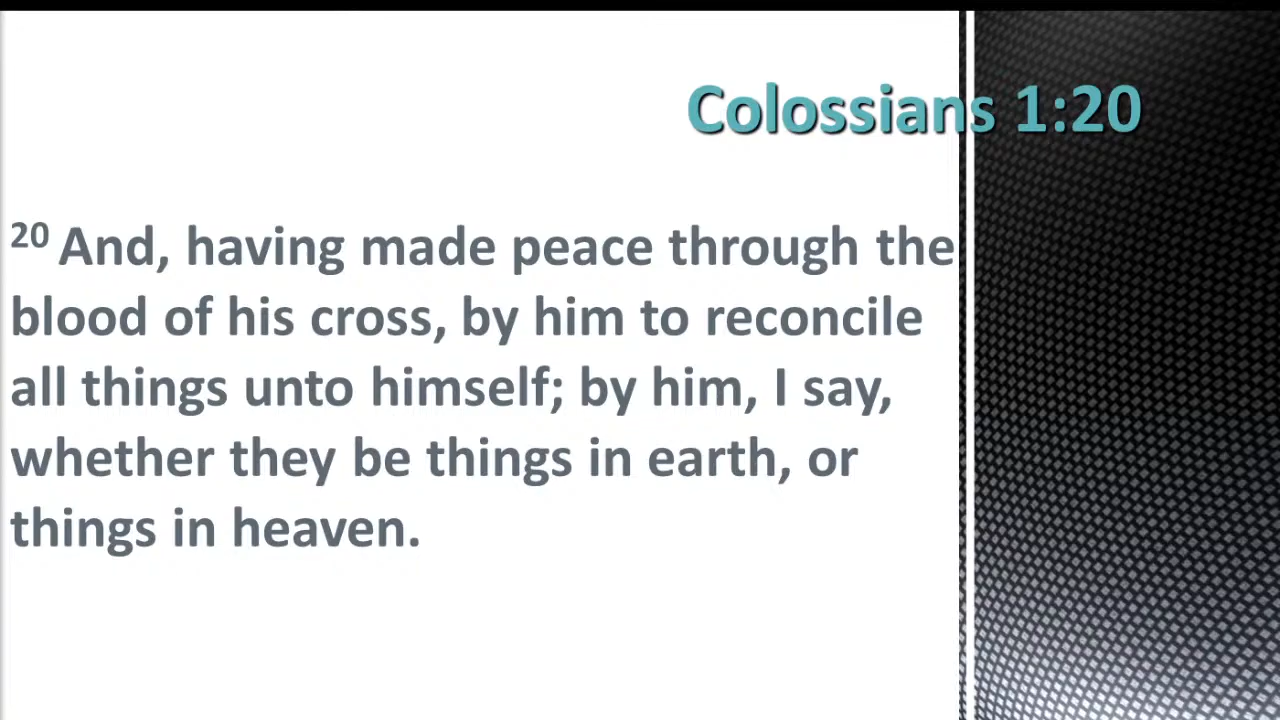 Colossians 1:20
20 And, having made peace through the
blood of his cross, by him to reconcile
all things unto himself; by him, I say,
whether they be things in earth, or
things in heaven.